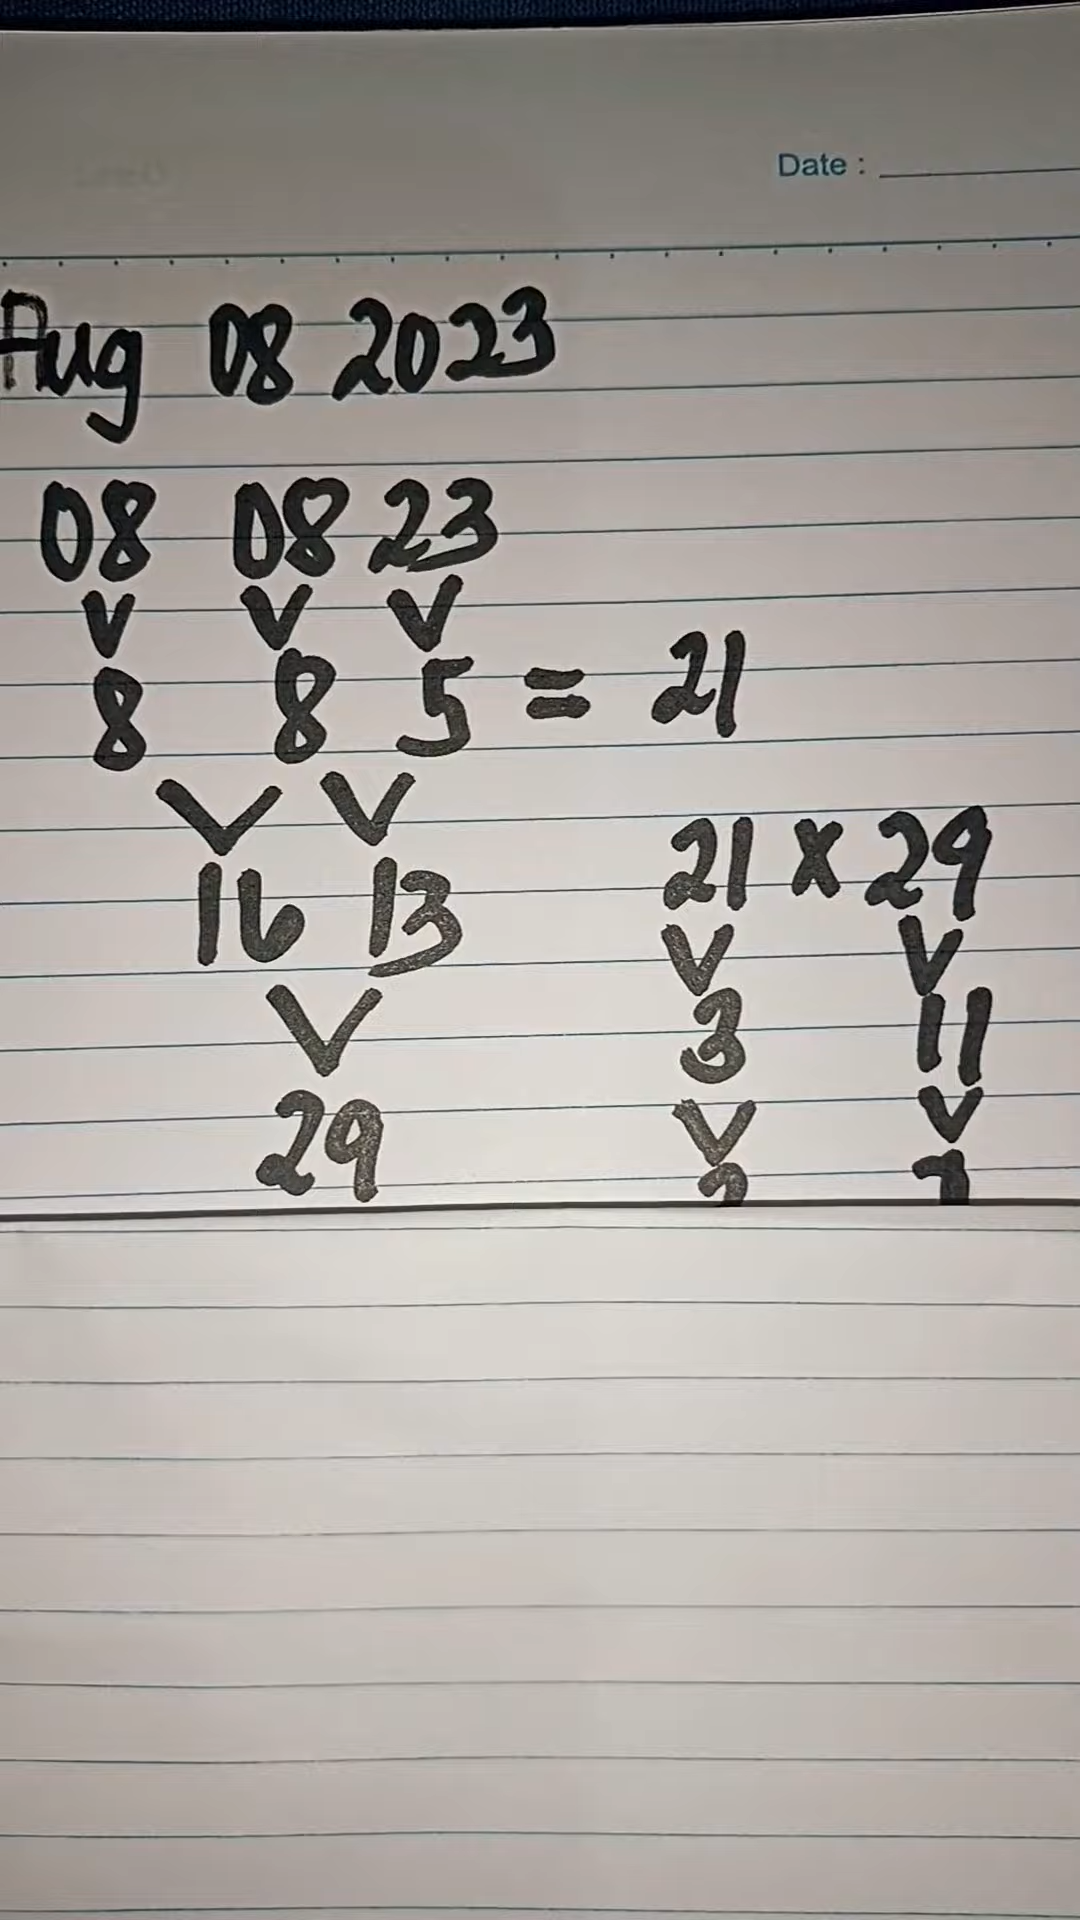 Date :
Aug 08 2023
08 08 23
V V V
8 8 5 = 21
V V
16 13
V
29
21 x 29
V V
3 11
V V